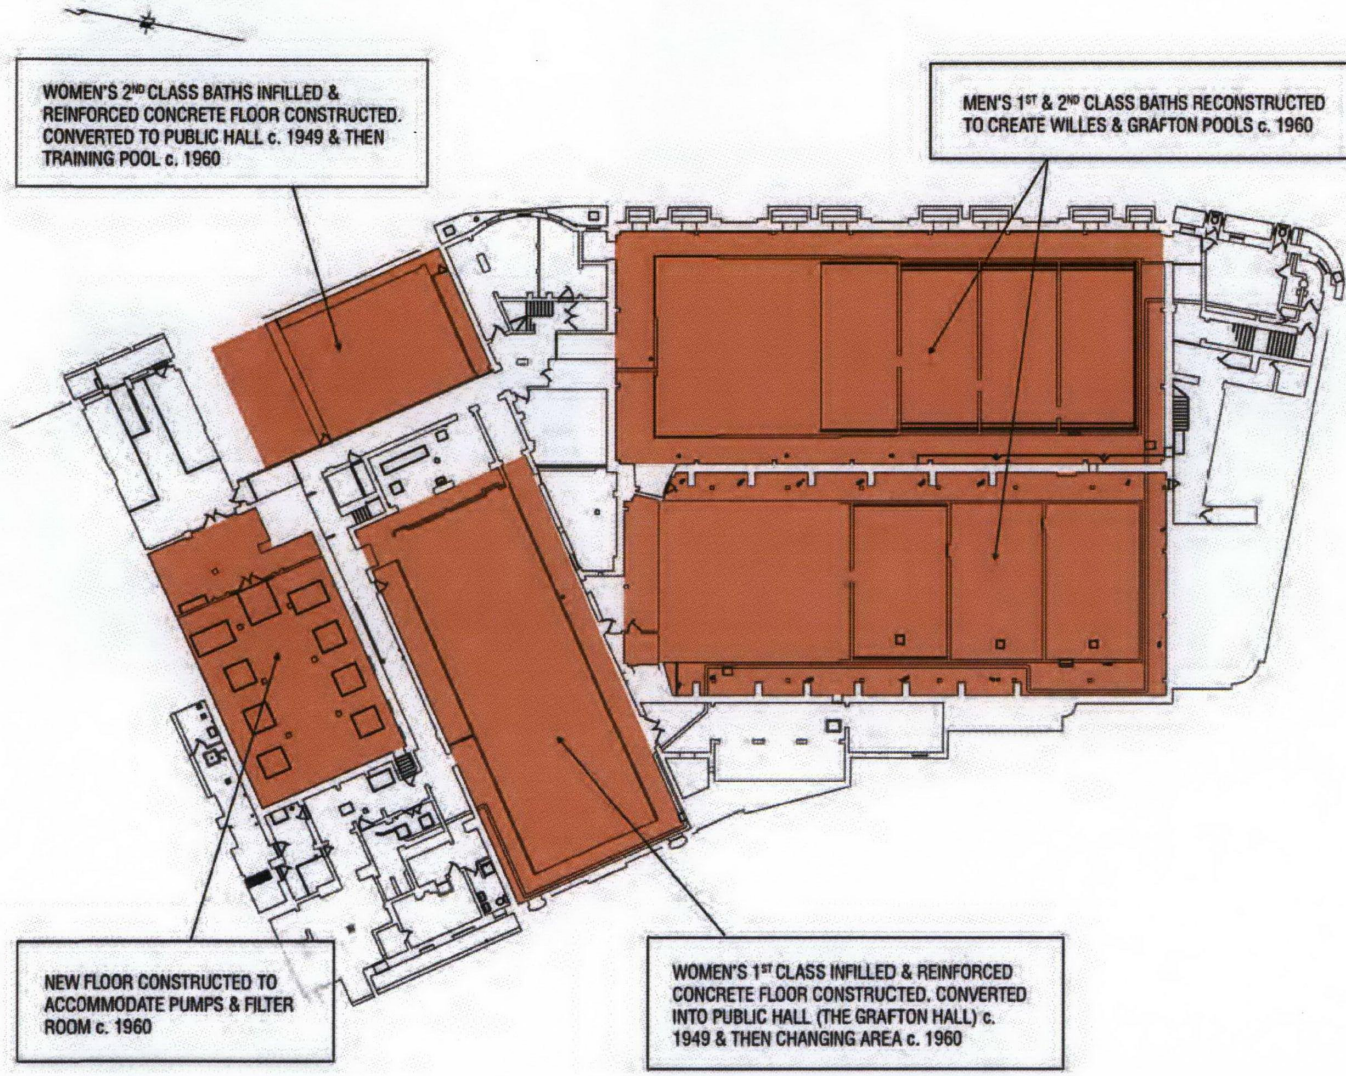 WOMEN'S 2ND CLASS BATHS INFILLED &
REINFORCED CONCRETE FLOOR CONSTRUCTED.
CONVERTED TO PUBLIC HALL c. 1949 & THEN
TRAINING POOL c. 1960
MEN'S 1ST & 2ND CLASS BATHS RECONSTRUCTED
TO CREATE WILLES & GRAFTON POOLS c. 1960
NEW FLOOR CONSTRUCTED TO
ACCOMMODATE PUMPS & FILTER
ROOM c. 1960
WOMEN'S 1ST CLASS INFILLED & REINFORCED
CONCRETE FLOOR CONSTRUCTED. CONVERTED
INTO PUBLIC HALL (THE GRAFTON HALL) c.
1949 & THEN CHANGING AREA c. 1960